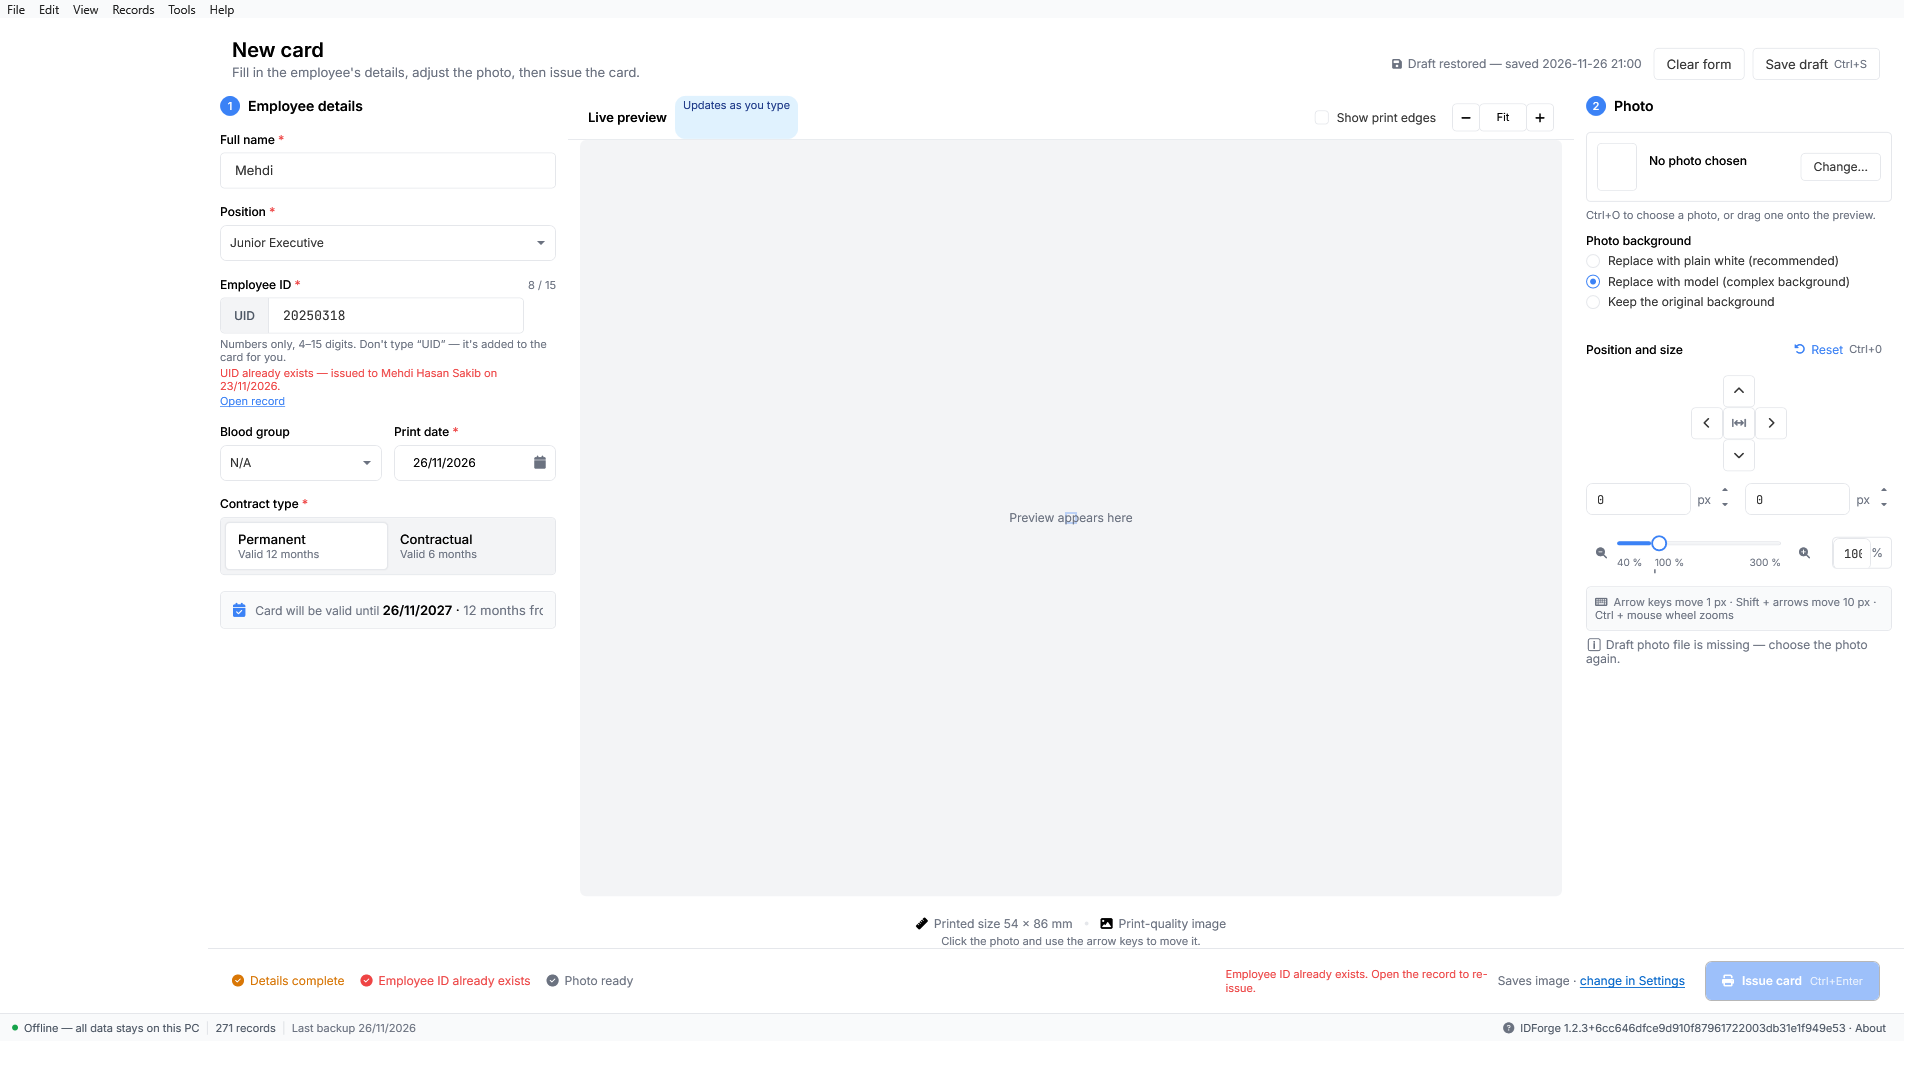 File Edit View Records Tools Help
New card
Fill in the employee's details, adjust the photo, then issue the card.
Draft restored — saved 2026-11-26 21:00
Clear form
Save draft Ctrl+S
1 Employee details
Full name *
Mehdi
Position *
Junior Executive
Employee ID * 8 / 15
UID 20250318
Numbers only, 4–15 digits. Don't type “UID” — it's added to the
card for you.
UID already exists — issued to Mehdi Hasan Sakib on
23/11/2026.
Open record
Blood group Print date *
N/A 26/11/2026
Contract type *
Permanent Contractual
Valid 12 months Valid 6 months
Card will be valid until 26/11/2027 · 12 months frc
Live preview Updates as you type
Show print edges − Fit +
Preview appears here
Printed size 54 × 86 mm • Print-quality image
Click the photo and use the arrow keys to move it.
2 Photo
No photo chosen Change...
Ctrl+O to choose a photo, or drag one onto the preview.
Photo background
Replace with plain white (recommended)
Replace with model (complex background)
Keep the original background
Position and size Reset Ctrl+0
0 px 0 px
40 % 100 % 300 % 100 %
Arrow keys move 1 px · Shift + arrows move 10 px ·
Ctrl + mouse wheel zooms
Draft photo file is missing — choose the photo
again.
Details complete Employee ID already exists Photo ready
Employee ID already exists. Open the record to re-
issue.
Saves image · change in Settings
Issue card Ctrl+Enter
Offline — all data stays on this PC 271 records Last backup 26/11/2026
IDForge 1.2.3+6cc646dfce9d910f87961722003db31e1f949e53 · About